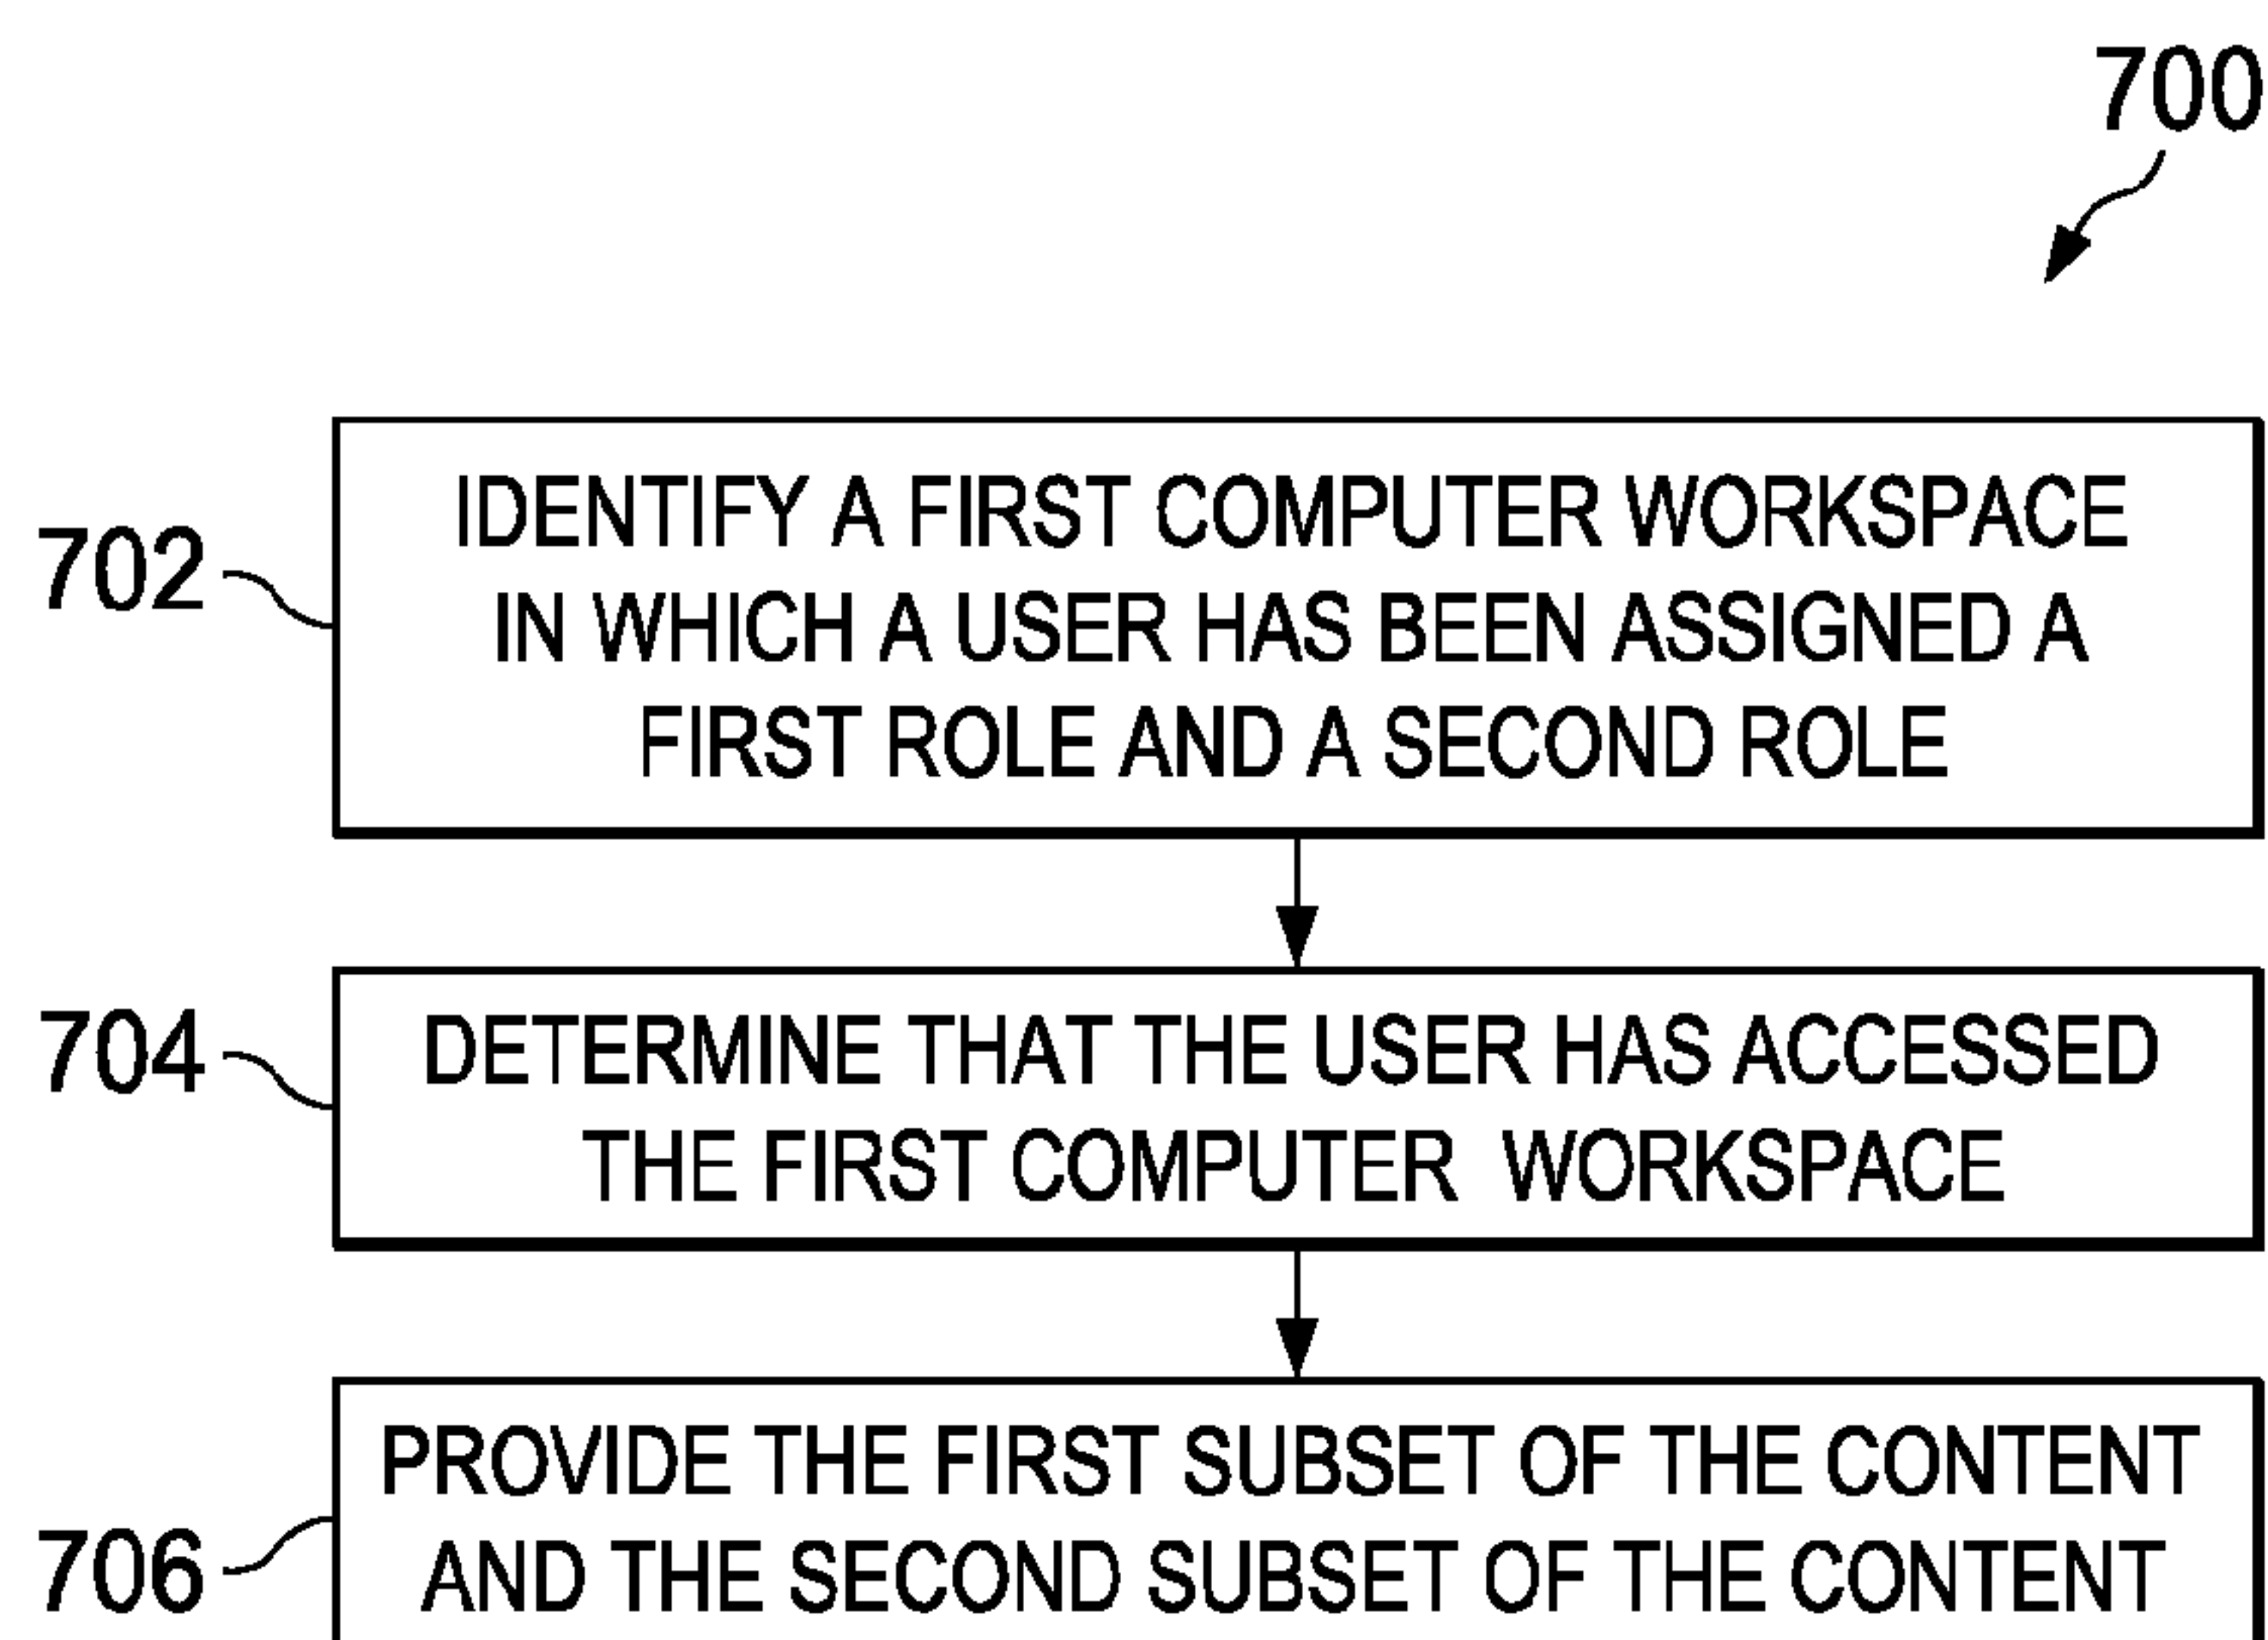 700
702
IDENTIFY A FIRST COMPUTER WORKSPACE
IN WHICH A USER HAS BEEN ASSIGNED A
FIRST ROLE AND A SECOND ROLE
704
DETERMINE THAT THE USER HAS ACCESSED
THE FIRST COMPUTER WORKSPACE
706
PROVIDE THE FIRST SUBSET OF THE CONTENT
AND THE SECOND SUBSET OF THE CONTENT